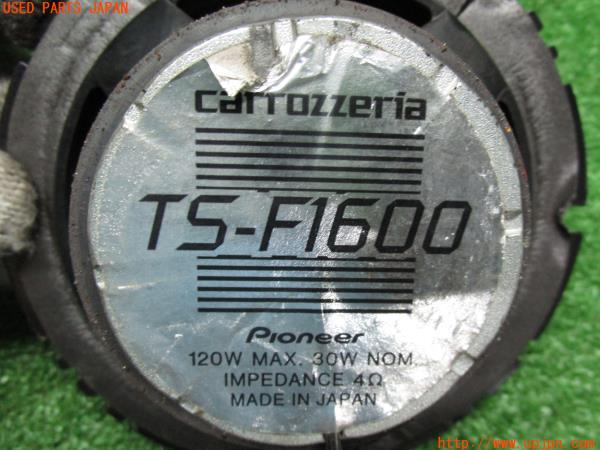 USED PARTS JAPAN
carrozzeria
TS-F1600
Pioneer
120W MAX. 30W NOM.
IMPEDANCE 4Ω
MADE IN JAPAN
http://www.upjpn.com/